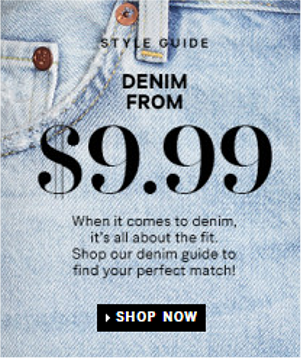 STYLE GUIDE
DENIM
FROM
$9.99
When it comes to denim,
it's all about the fit.
Shop our denim guide to
find your perfect match!
SHOP NOW